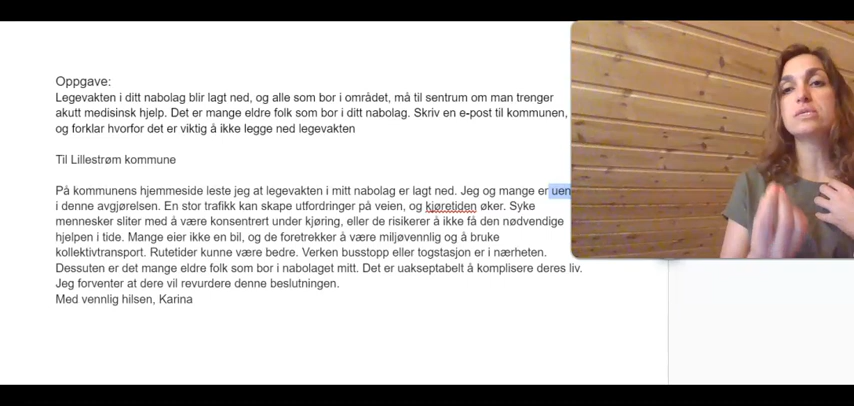 Oppgave:
Legevakten i ditt nabolag blir lagt ned, og alle som bor i området, må til sentrum om man trenger
akutt medisinsk hjelp. Det er mange eldre folk som bor i ditt nabolag. Skriv en e-post til kommunen,
og forklar hvorfor det er viktig å ikke legge ned legevakten
Til Lillestrøm kommune
På kommunens hjemmeside leste jeg at legevakten i mitt nabolag er lagt ned. Jeg og mange er
i denne avgjørelsen. En stor trafikk kan skape utfordringer på veien, og kjøretiden øker. Syke
mennesker sliter med å være konsentrert under kjøring, eller de risikerer å ikke få den nødvendige
hjelpen i tide. Mange eier ikke en bil, og de foretrekker å være miljøvennlig og å bruke
kollektivtransport. Rutetider kunne være bedre. Verken busstopp eller togstasjon er i nærheten.
Dessuten er det mange eldre folk som bor i nabolaget mitt. Det er uakseptabelt å komplisere deres liv.
Jeg forventer at dere vil revurdere denne beslutningen.
Med vennlig hilsen, Karina